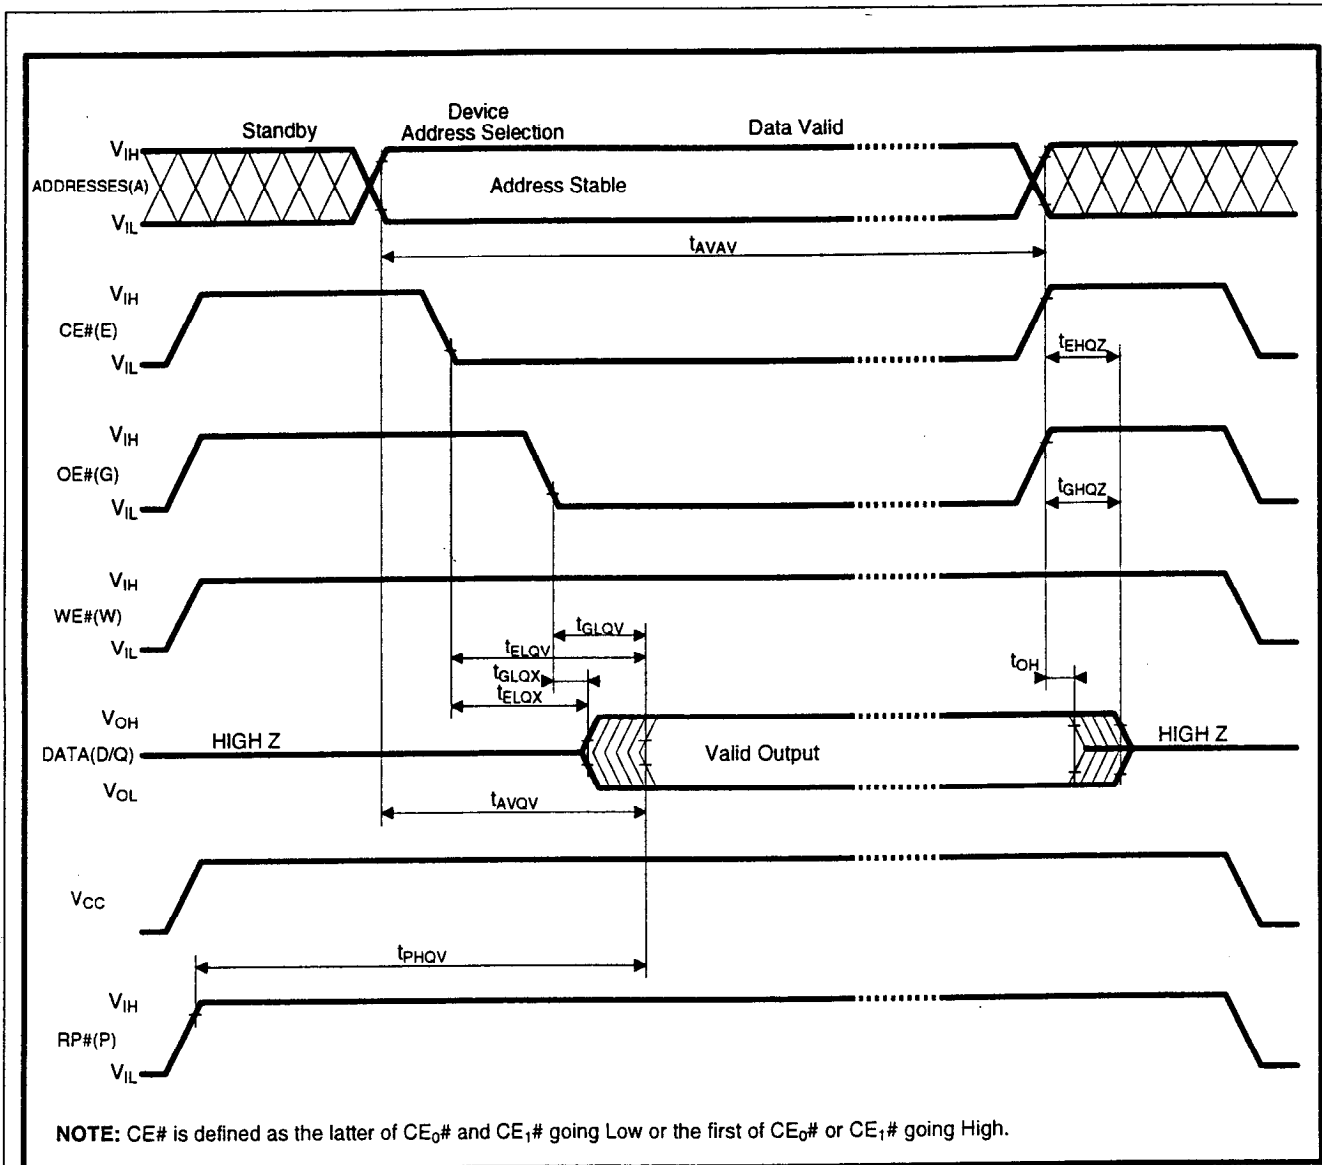 Device
Standby Address Selection Data Valid
VIH
ADDRESSES(A) Address Stable
VIL
tAVAV
VIH
CE#(E)
tEHQZ
VIL
VIH
OE#(G)
tGHQZ
VIL
VIH
WE#(W)
tGLQV
VIL
tELQV
tGLQX tOH
tELQX
VOH
HIGH Z HIGH Z
DATA(D/Q) Valid Output
VOL
tAVQV
VCC
tPHQV
VIH
RP#(P)
VIL
NOTE: CE# is defined as the latter of CE0# and CE1# going Low or the first of CE0# or CE1# going High.